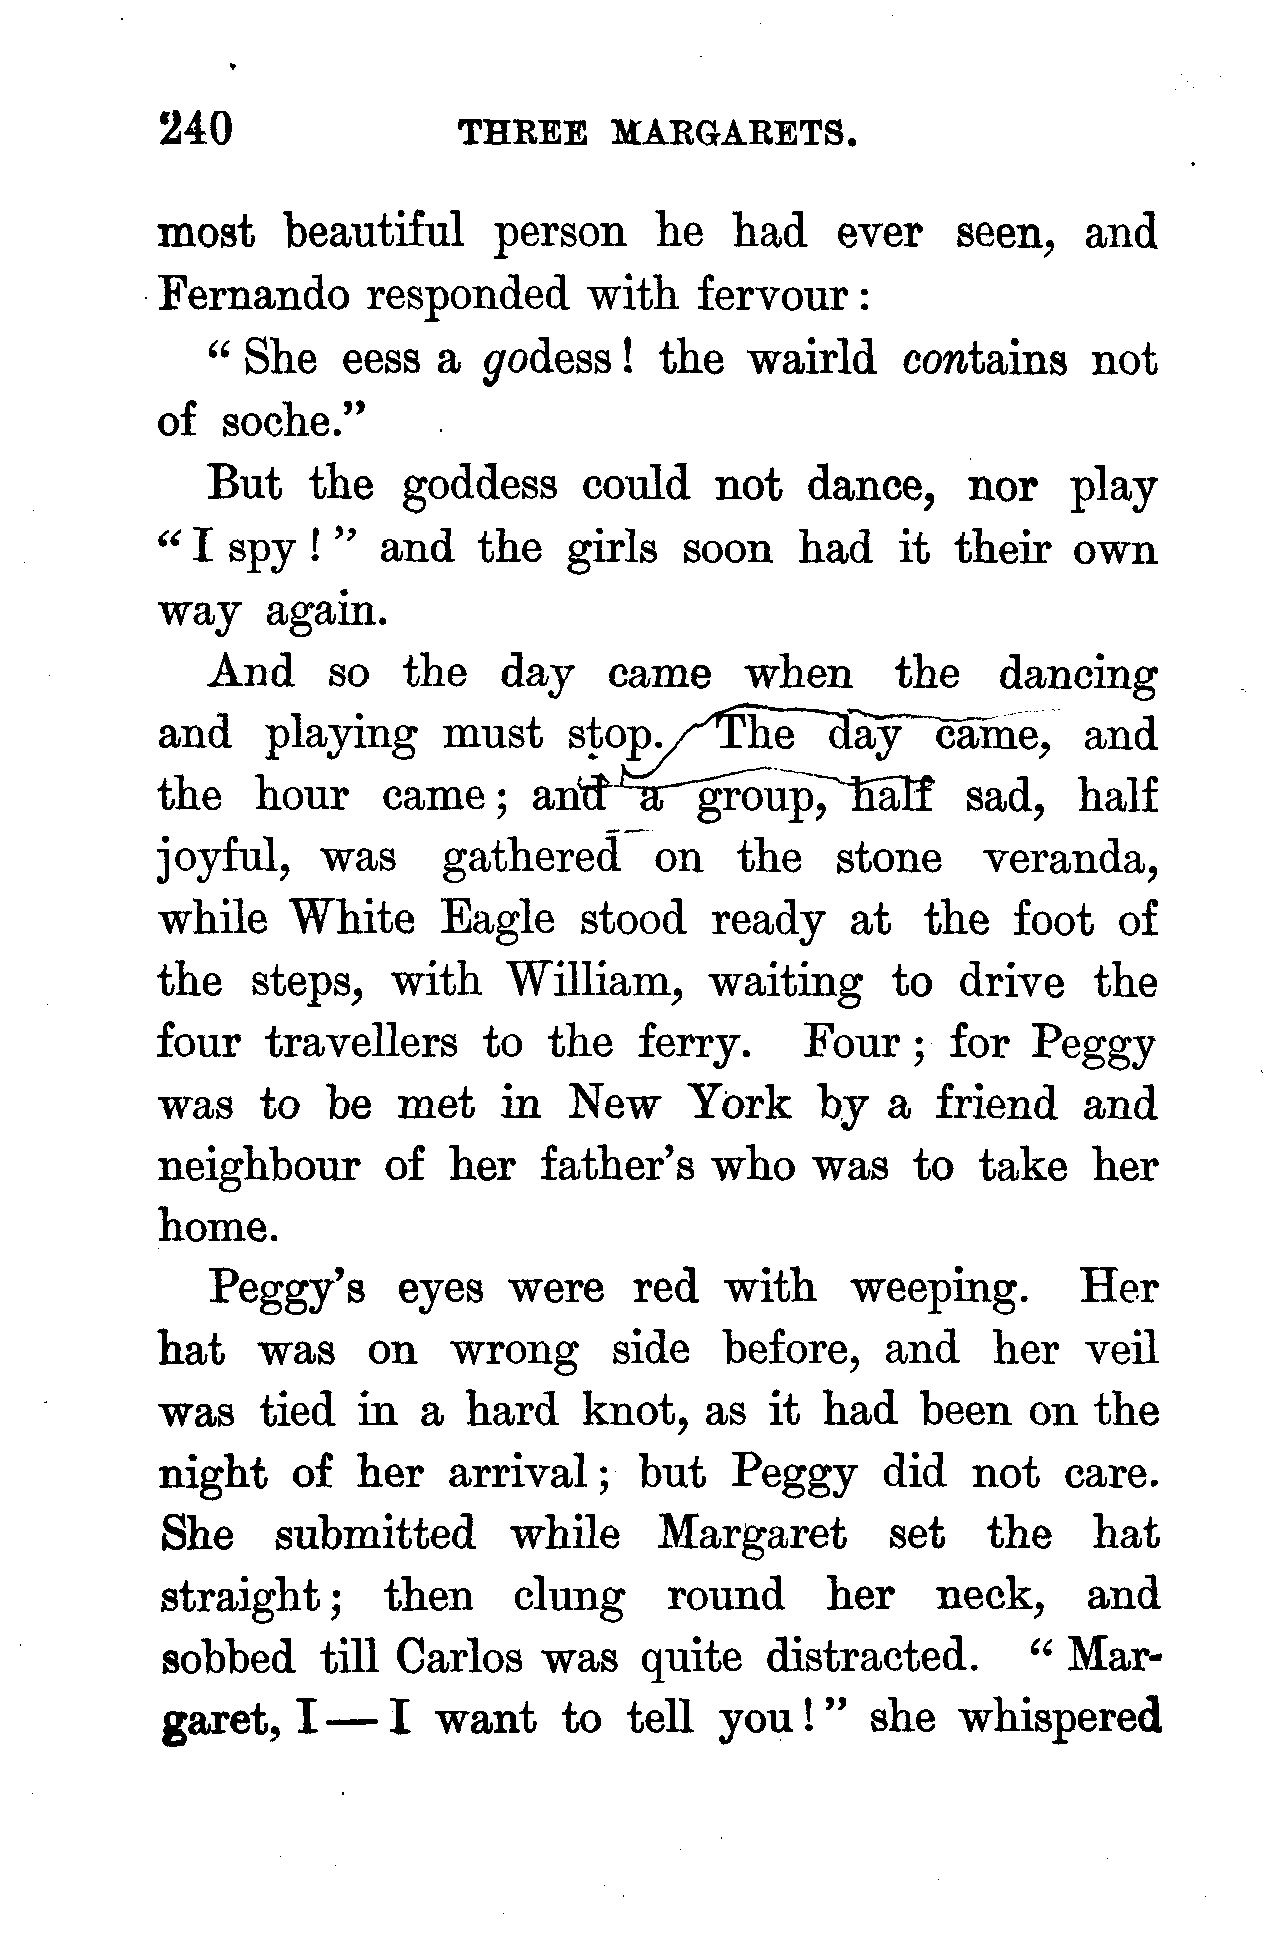 240 THREE MARGARETS.
most beautiful person he had ever seen, and
Fernando responded with fervour :
“ She eess a godess ! the wairld contains not
of soche.”
But the goddess could not dance, nor play
“ I spy ! ” and the girls soon had it their own
way again.
And so the day came when the dancing
and playing must stop. The day came, and
the hour came ; and a group, half sad, half
joyful, was gathered on the stone veranda,
while White Eagle stood ready at the foot of
the steps, with William, waiting to drive the
four travellers to the ferry. Four ; for Peggy
was to be met in New York by a friend and
neighbour of her father’s who was to take her
home.
Peggy’s eyes were red with weeping. Her
hat was on wrong side before, and her veil
was tied in a hard knot, as it had been on the
night of her arrival ; but Peggy did not care.
She submitted while Margaret set the hat
straight ; then clung round her neck, and
sobbed till Carlos was quite distracted. “ Mar-
garet, I — I want to tell you ! ” she whispered